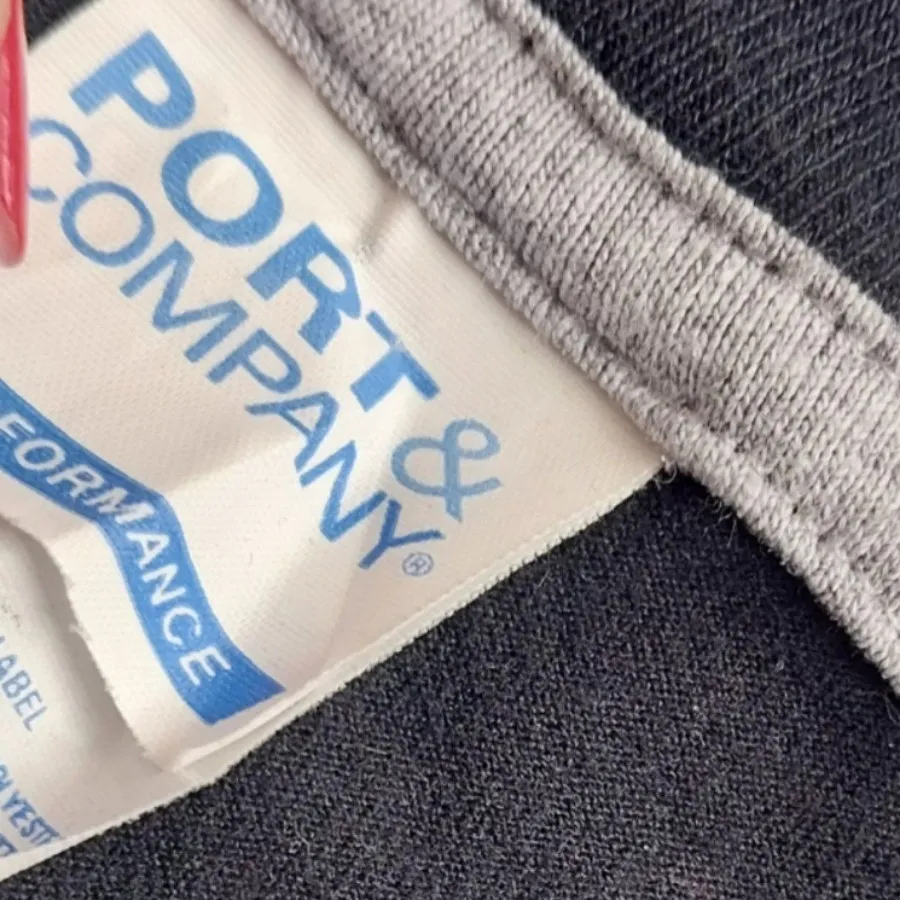 PORT &
COMPANY®
FORMANCE
LABEL